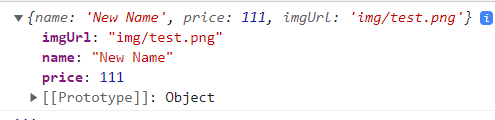 ▼{name: 'New Name', price: 111, imgUrl: 'img/test.png'} i
imgUrl: "img/test.png"
name: "New Name"
price: 111
▶[[Prototype]]: Object